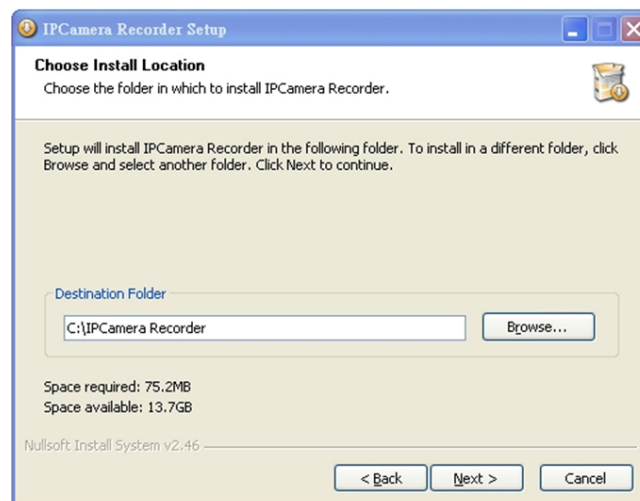 IPCamera Recorder Setup
Choose Install Location
Choose the folder in which to install IPCamera Recorder.
Setup will install IPCamera Recorder in the following folder. To install in a different folder, click
Browse and select another folder. Click Next to continue.
Destination Folder
C:\IPCamera Recorder
Browse...
Space required: 75.2MB
Space available: 13.7GB
Nullsoft Install System v2.46
< Back
Next >
Cancel